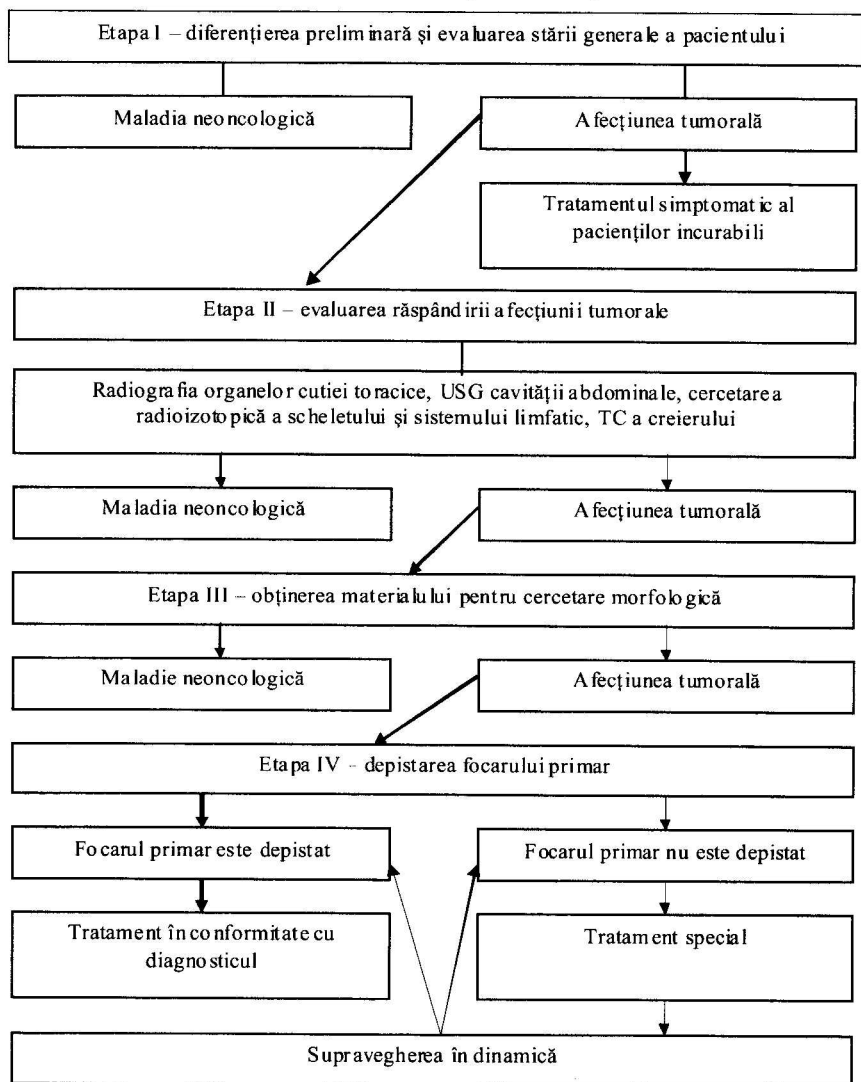 Etapa I – diferențierea preliminară și evaluarea stării generale a pacientului
Maladia neoncologică
Afecțiunea tumorală
Tratamentul simptomatic al
pacienților incurabili
Etapa II – evaluarea răspândirii afecțiunii tumorale
Radiografia organelor cutiei toracice, USG cavității abdominale, cercetarea
radioizotopică a scheletului și sistemului limfatic, TC a creierului
Maladia neoncologică
Afecțiunea tumorală
Etapa III – obținerea materialului pentru cercetare morfologică
Maladie neoncologică
Afecțiunea tumorală
Etapa IV – depistarea focarului primar
Focarul primar este depistat
Focarul primar nu este depistat
Tratament în conformitate cu
diagnosticul
Tratament special
Supravegherea în dinamică